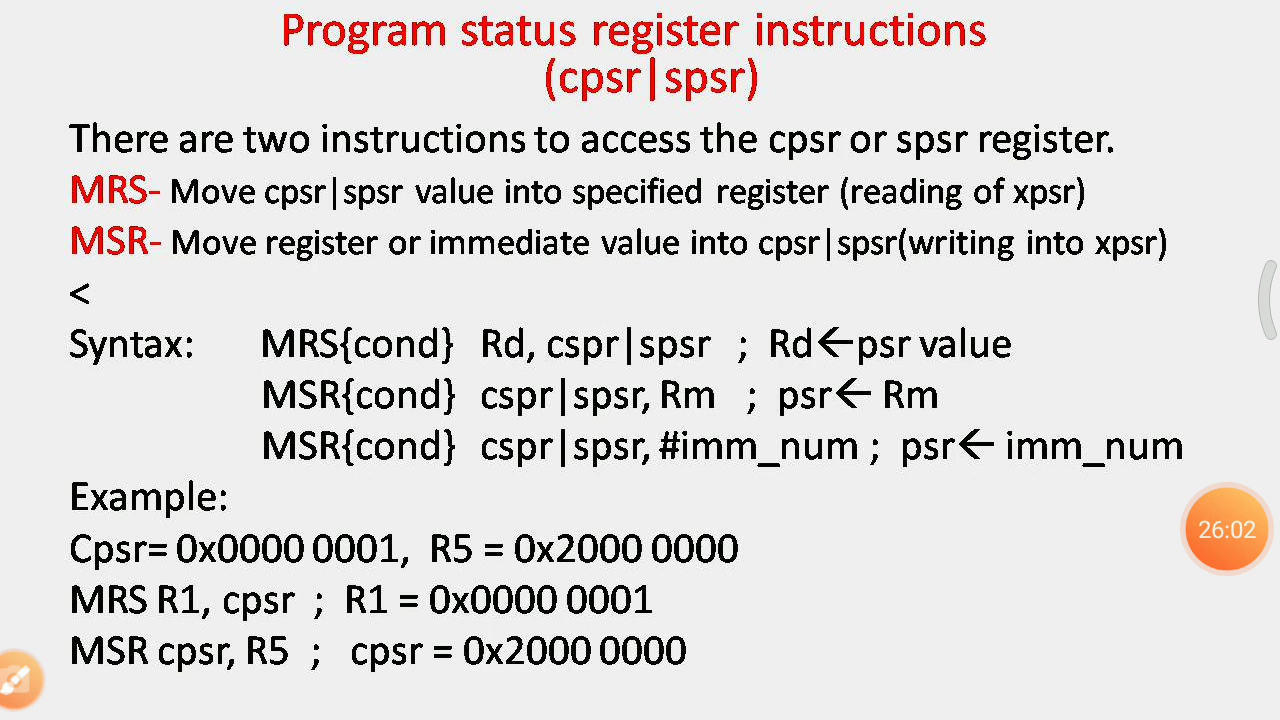 Program status register instructions
(cpsr|spsr)
There are two instructions to access the cpsr or spsr register.
MRS- Move cpsr|spsr value into specified register (reading of xpsr)
MSR- Move register or immediate value into cpsr|spsr(writing into xpsr)
<
Syntax: MRS{cond} Rd, cspr|spsr ; Rd←psr value
MSR{cond} cspr|spsr, Rm ; psr← Rm
MSR{cond} cspr|spsr, #imm_num ; psr← imm_num
Example:
26:02
Cpsr= 0x0000 0001, R5 = 0x2000 0000
MRS R1, cpsr ; R1 = 0x0000 0001
MSR cpsr, R5 ; cpsr = 0x2000 0000